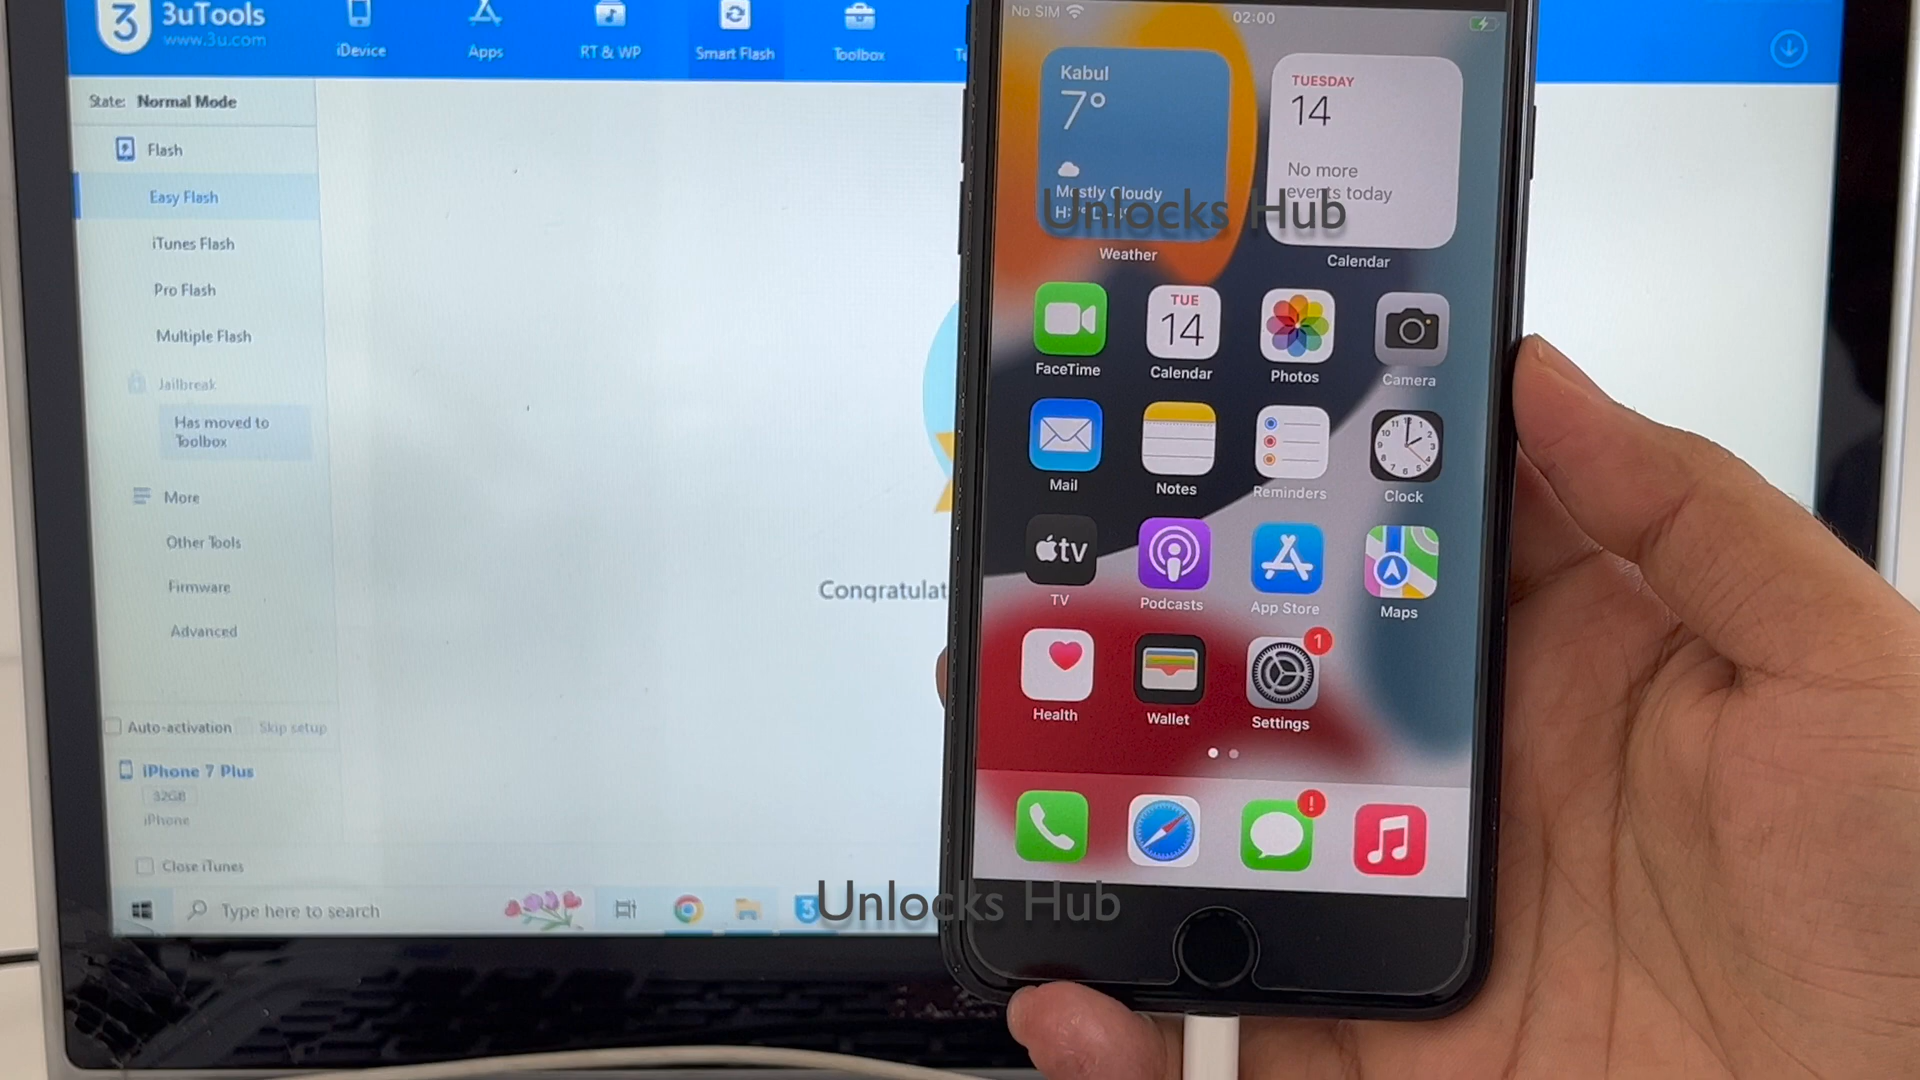 3 3uTools
www.3u.com
iDevice
Apps
RT & WP
Smart Flash
Toolbox
State: Normal Mode
Flash
Easy Flash
iTunes Flash
Pro Flash
Multiple Flash
Jailbreak
Has moved to
Toolbox
More
Other Tools
Firmware
Advanced
Auto-activation
Skip setup
iPhone 7 Plus
32GB
iPhone
Close iTunes
Type here to search
3
Congratulat
No SIM
02:00
Kabul
7°
Mostly Cloudy
Weather
TUESDAY
14
No more
events today
Calendar
Unlocks Hub
FaceTime
TUE
14
Calendar
Photos
Camera
Mail
Notes
Reminders
Clock
tv
TV
Podcasts
App Store
Maps
Health
Wallet
1
Settings
!
Unlocks Hub